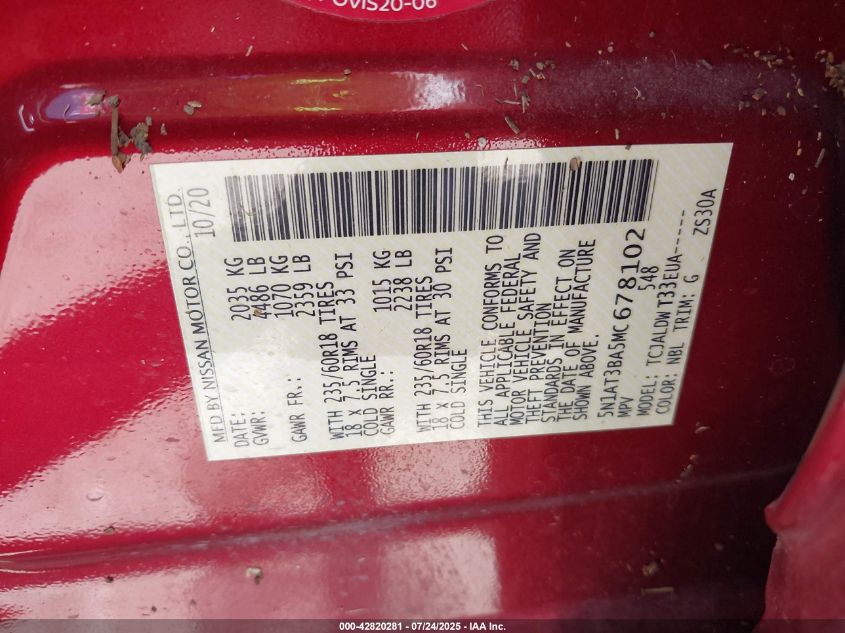 OVIS20-06
MFD BY NISSAN MOTOR CO., LTD.
DATE: 10/20
GVWR: 2035 KG
4486 LB
GAWR FR.: 1070 KG
2359 LB
WITH 235/60R18 TIRES
18 X 7.5 RIMS AT 33 PSI
COLD SINGLE
GAWR RR.: 1015 KG
2238 LB
WITH 235/60R18 TIRES
18 X 7.5 RIMS AT 30 PSI
COLD SINGLE
THIS VEHICLE CONFORMS TO
ALL APPLICABLE FEDERAL
MOTOR VEHICLE SAFETY AND
THEFT PREVENTION
STANDARDS IN EFFECT ON
THE DATE OF MANUFACTURE
SHOWN ABOVE.
5N1AT3BA5MC678102
MPV 548
MODEL: TCJALDWT33EUA------
COLOR: NBL TRIM: G ZS30A
000-42820281 / 07/24/2025 - IAA Inc.